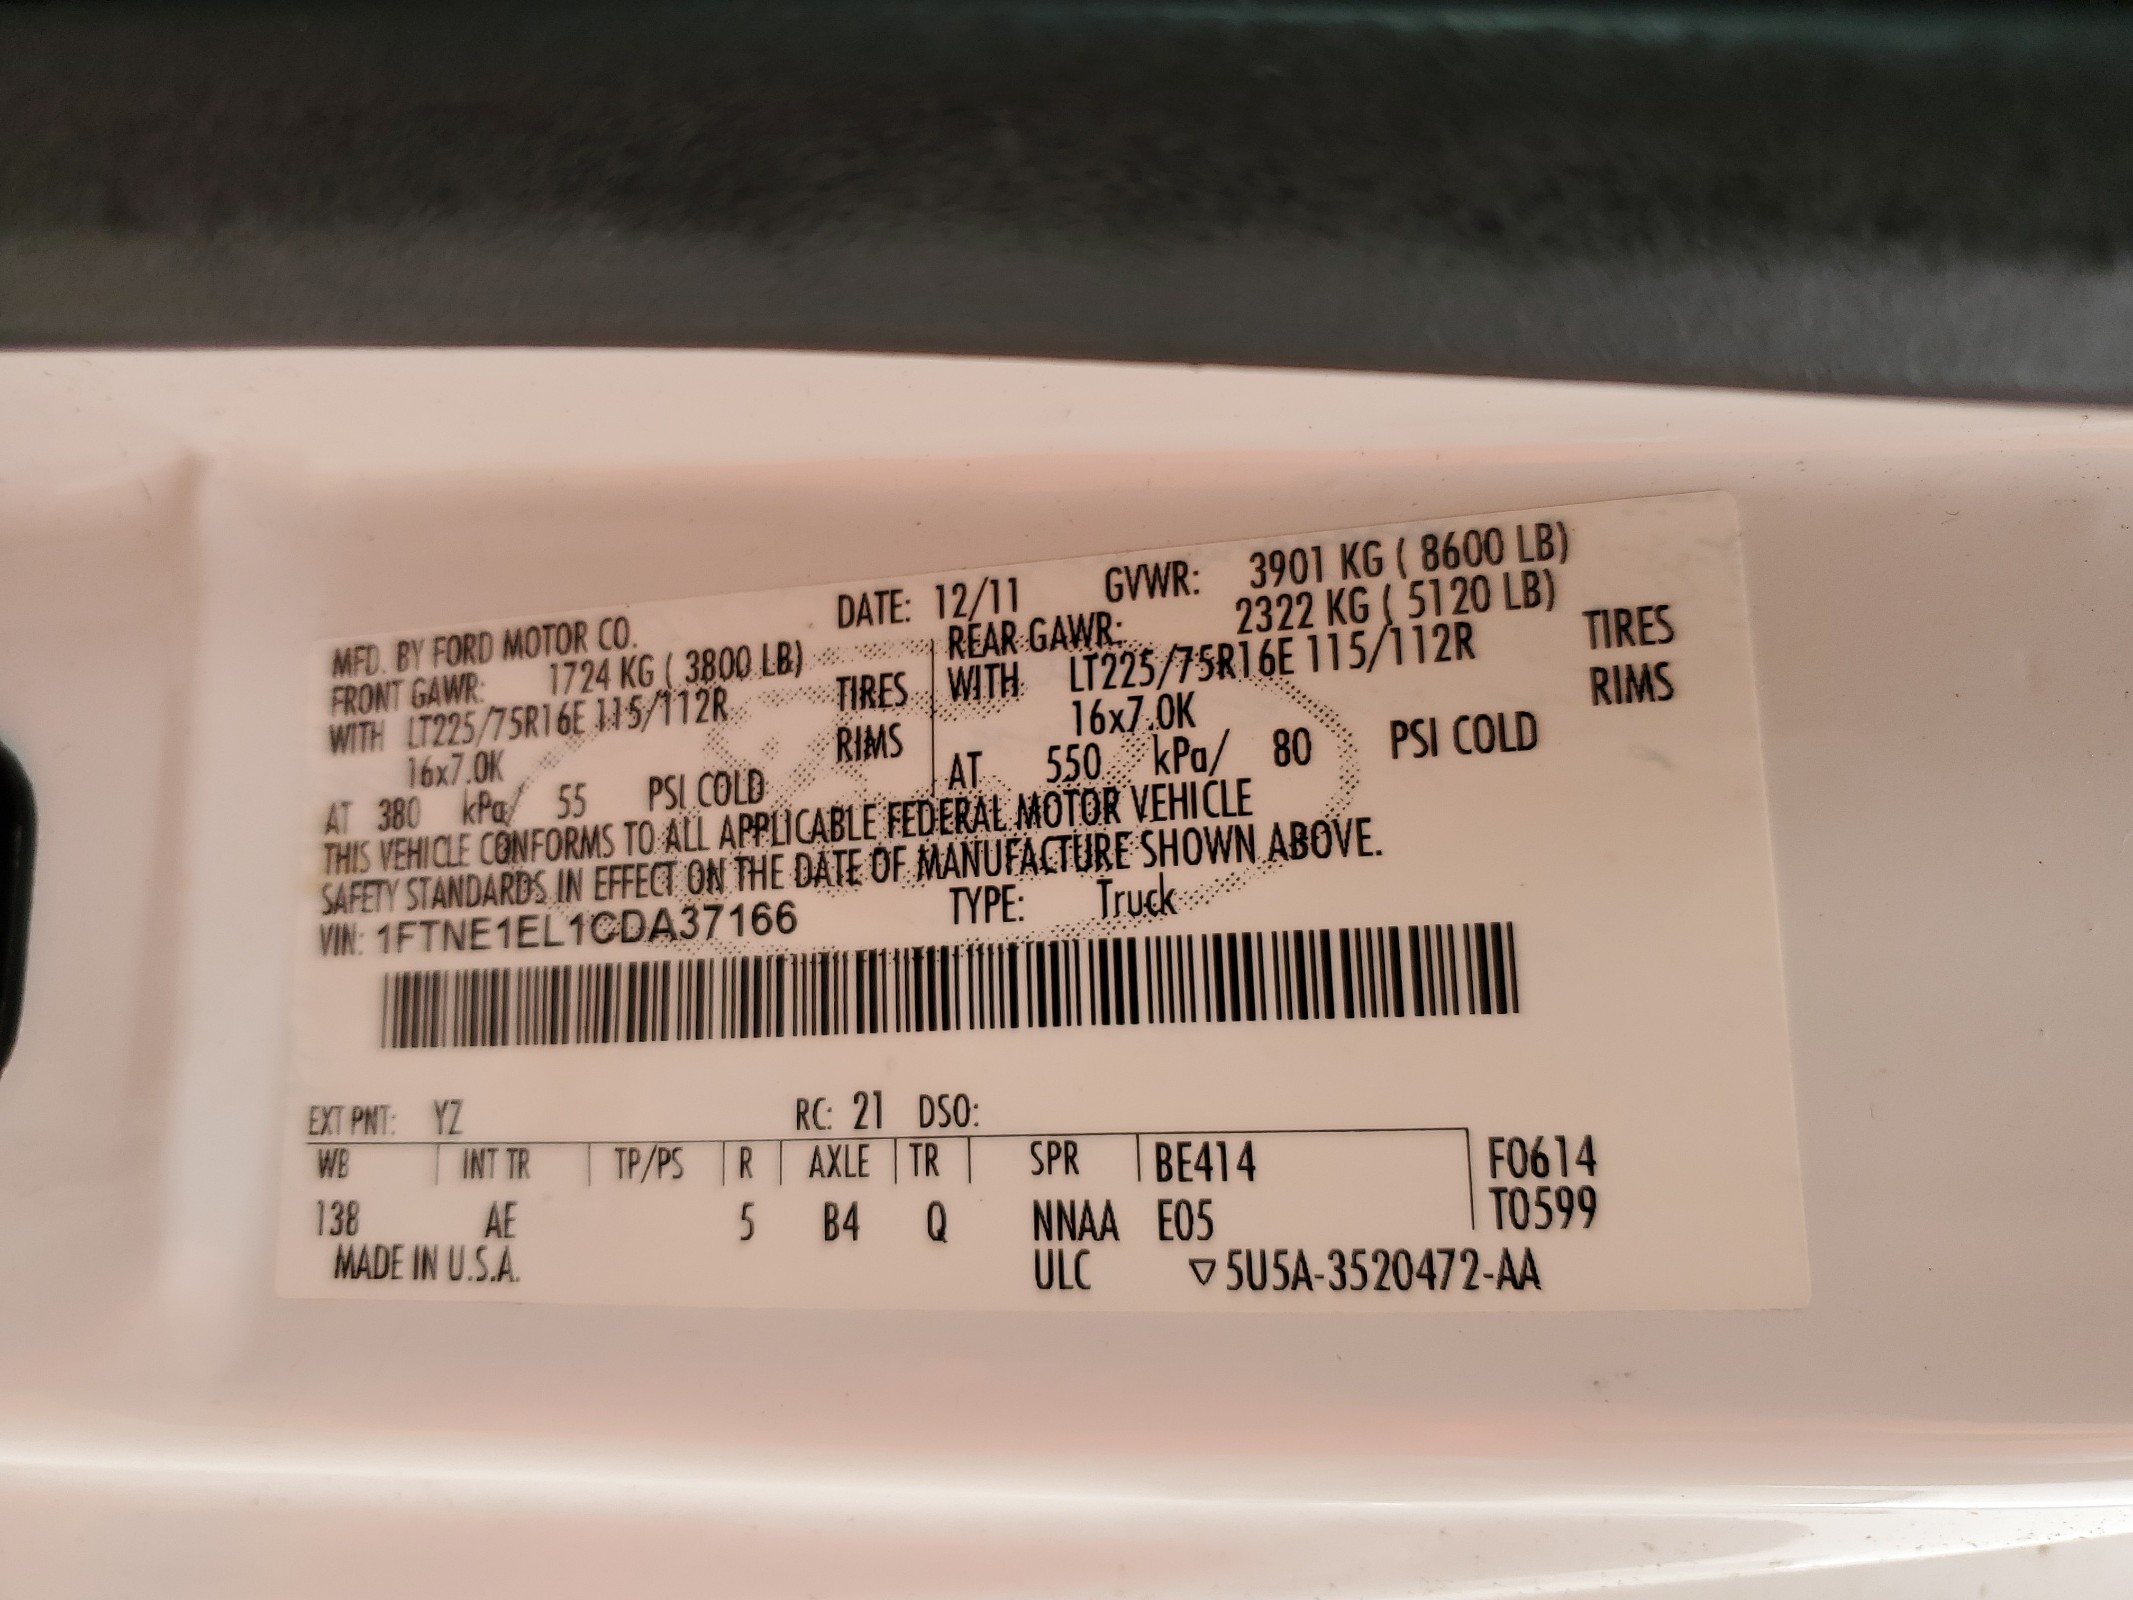 MFD. BY FORD MOTOR CO. DATE: 12/11 GVWR: 3901 KG ( 8600 LB)
FRONT GAWR: 1724 KG ( 3800 LB)
WITH LT225/75R16E 115/112R TIRES
16x7.0K RIMS
AT 380 kPa/ 55 PSI COLD
REAR GAWR: 2322 KG ( 5120 LB)
WITH LT225/75R16E 115/112R TIRES
16x7.0K RIMS
AT 550 kPa/ 80 PSI COLD
THIS VEHICLE CONFORMS TO ALL APPLICABLE FEDERAL MOTOR VEHICLE
SAFETY STANDARDS IN EFFECT ON THE DATE OF MANUFACTURE SHOWN ABOVE.
VIN: 1FTNE1EL1CDA37166 TYPE: Truck
EXT PNT: YZ RC: 21 DSO:
WB INT TR TP/PS R AXLE TR SPR BE414 F0614
138 AE 5 B4 Q NNAA E05 T0599
MADE IN U.S.A. ULC ▽5U5A-3520472-AA